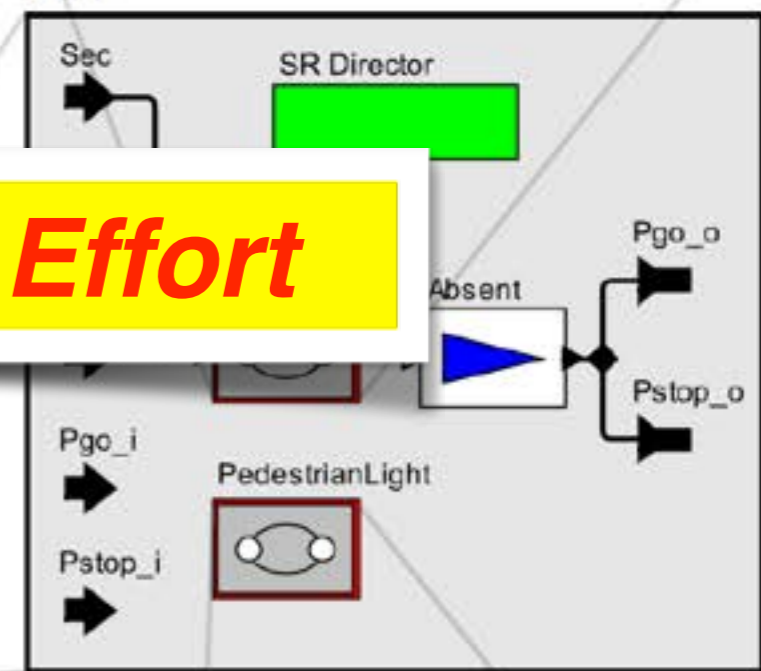 Sec
SR Director
Effort
Pgo_o
Absent
Pstop_o
Pgo_i
PedestrianLight
Pstop_i